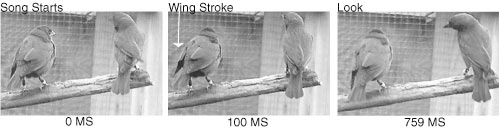 Song Starts
Wing Stroke
Look
0 MS
100 MS
759 MS